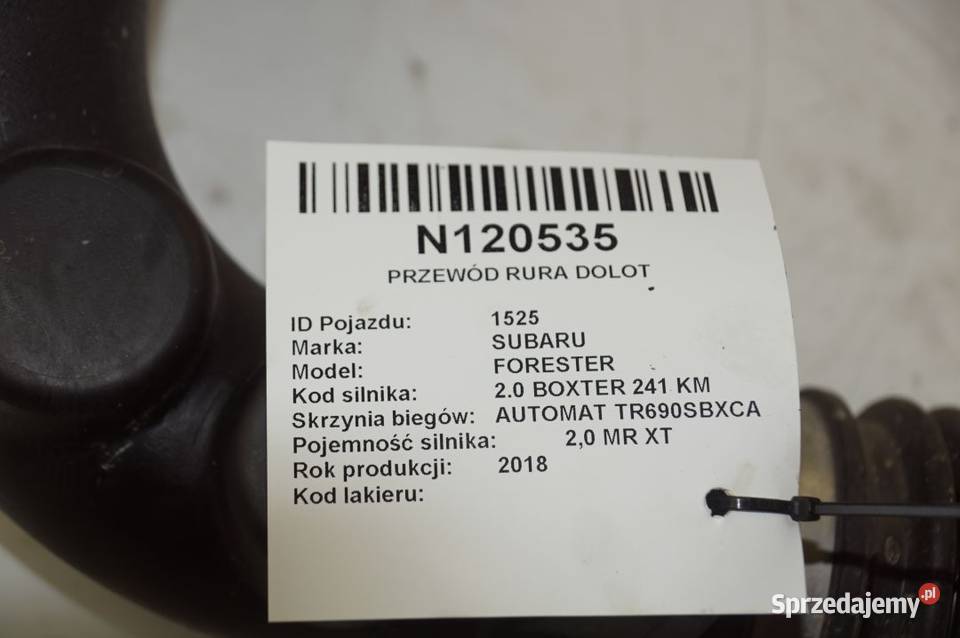 N120535
PRZEWÓD RURA DOLOT
ID Pojazdu: 1525
Marka: SUBARU
Model: FORESTER
Kod silnika: 2.0 BOXTER 241 KM
Skrzynia biegów: AUTOMAT TR690SBXCA
Pojemność silnika: 2,0 MR XT
Rok produkcji: 2018
Kod lakieru:
Sprzedajemy.pl